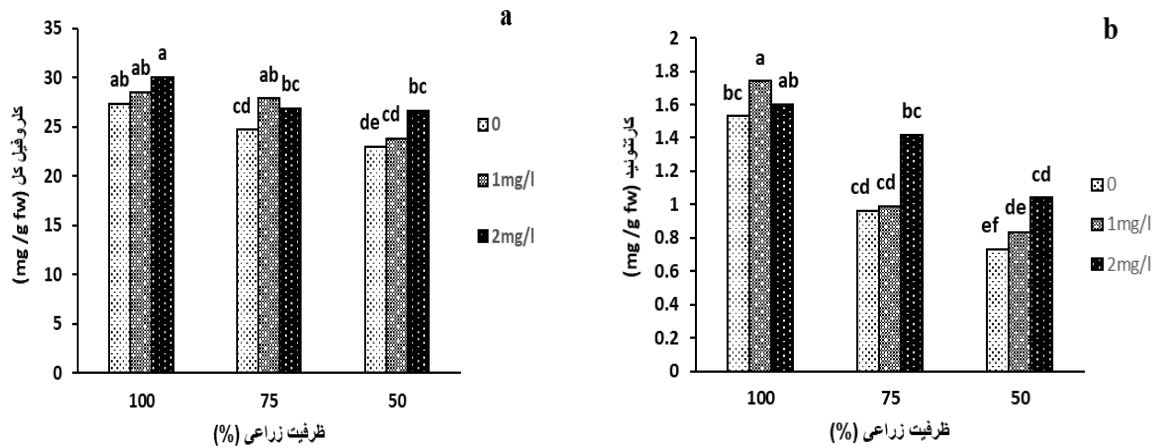 a
کلروفیل کل (mg /g fw)
35
30
25
20
15
10
5
0
ab ab a
cd ab bc
de cd bc
100 75 50
ظرفیت زراعی (%)
0
1mg/l
2mg/l
b
کارتنوئید (mg /g fw)
2
1.8
1.6
1.4
1.2
1
0.8
0.6
0.4
0.2
0
bc a ab
cd cd bc
ef de cd
100 75 50
ظرفیت زراعی (%)
0
1mg/l
2mg/l